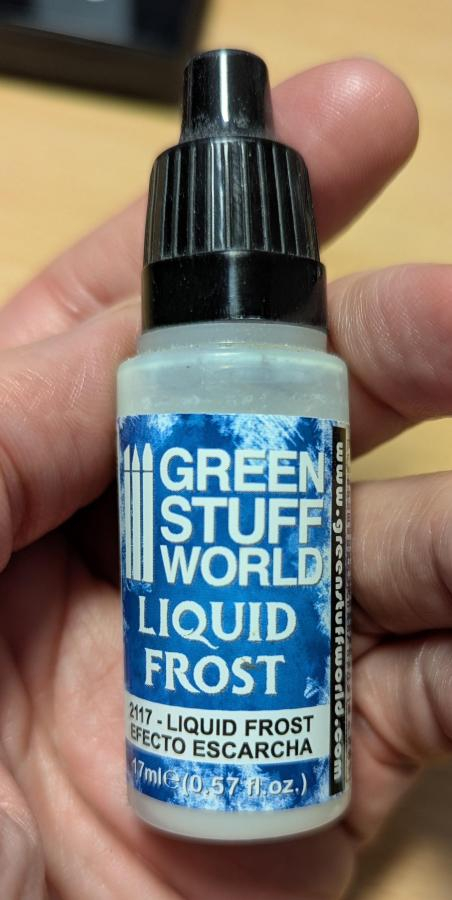 GREEN
STUFF
WORLD
LIQUID
FROST
2117 - LIQUID FROST
EFECTO ESCARCHA
17ml℮(0.57 fl.oz.)
www.greenstuffworld.com